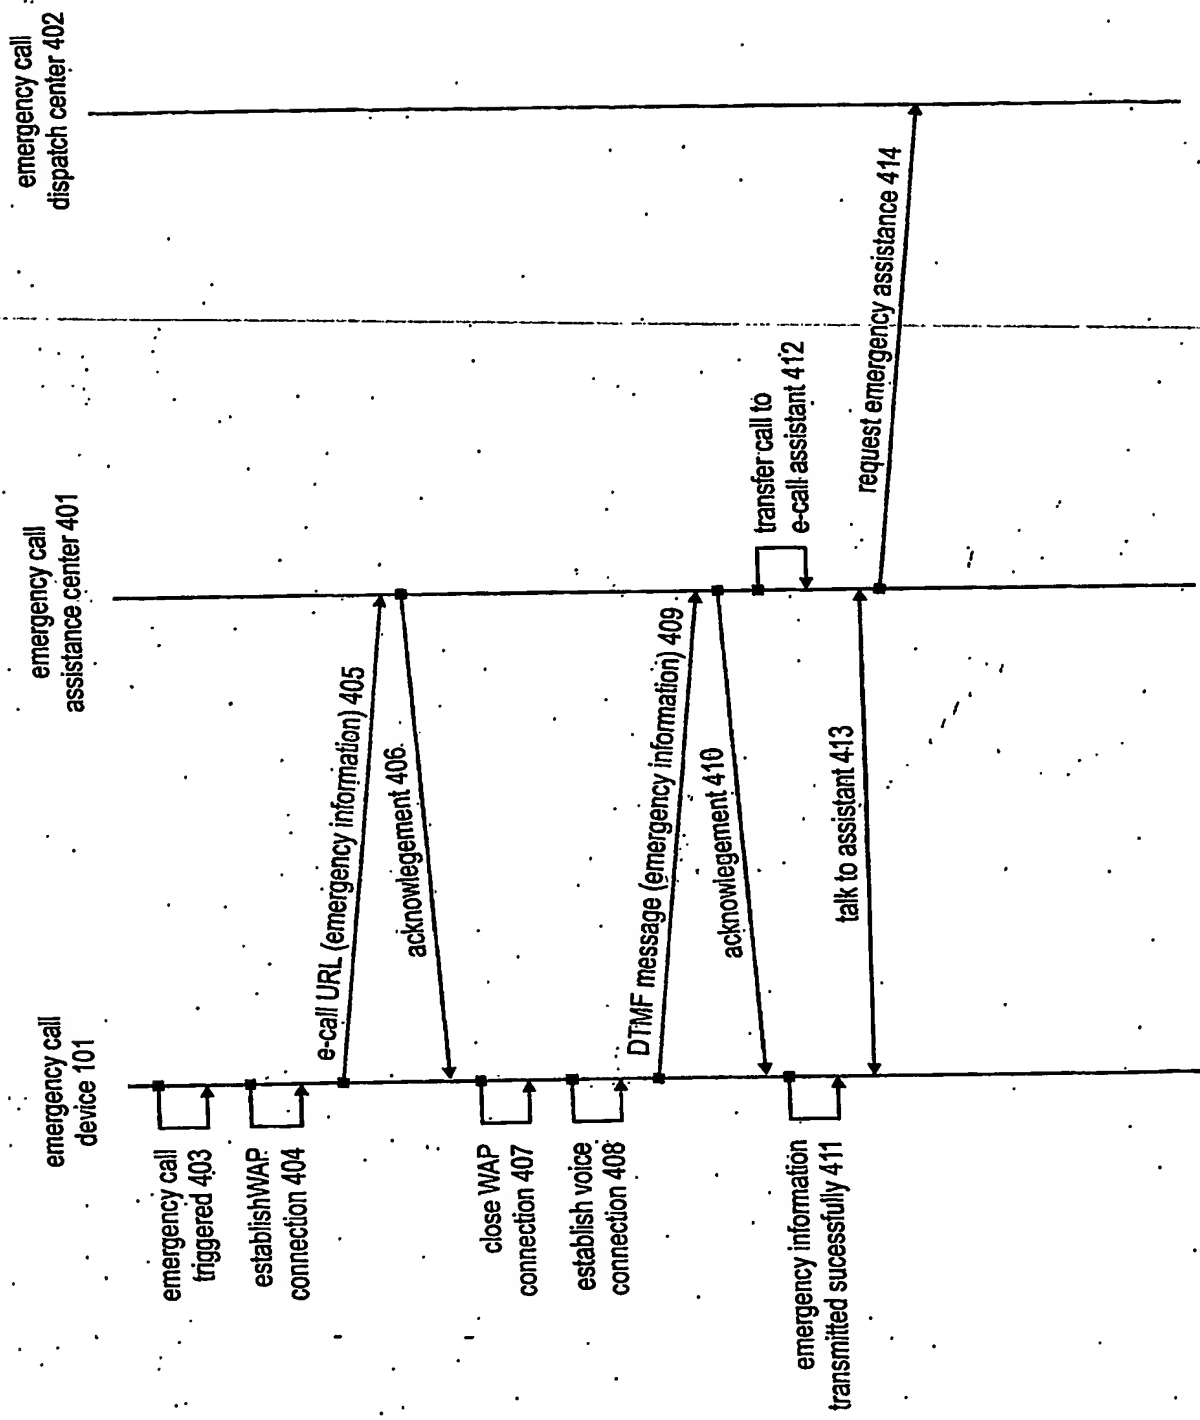 emergency call
device 101
emergency call
assistance center 401
emergency call
dispatch center 402
emergency call
triggered 403
establishWAP
connection 404
e-call URL (emergency information) 405
acknowlegement 406
close WAP
connection 407
establish voice
connection 408
DTMF message (emergency information) 409
acknowlegement 410
transfer call to
e-call assistant 412
emergency information
transmitted sucessfully 411
talk to assistant 413
request emergency assistance 414